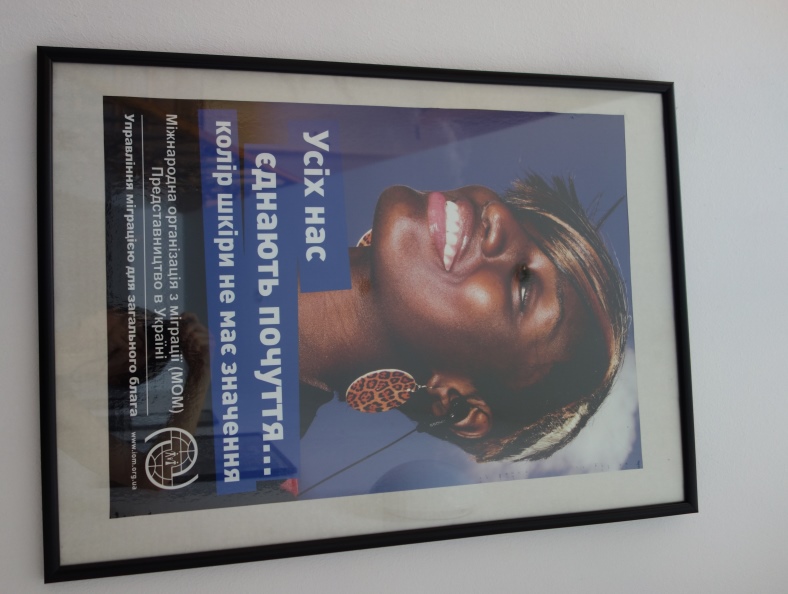 Усіх нас
єднають почуття...
колір шкіри не має значення
Міжнародна організація з міграції (МОМ)
Представництво в Україні
Управління міграцією для загального блага
www.iom.org.ua